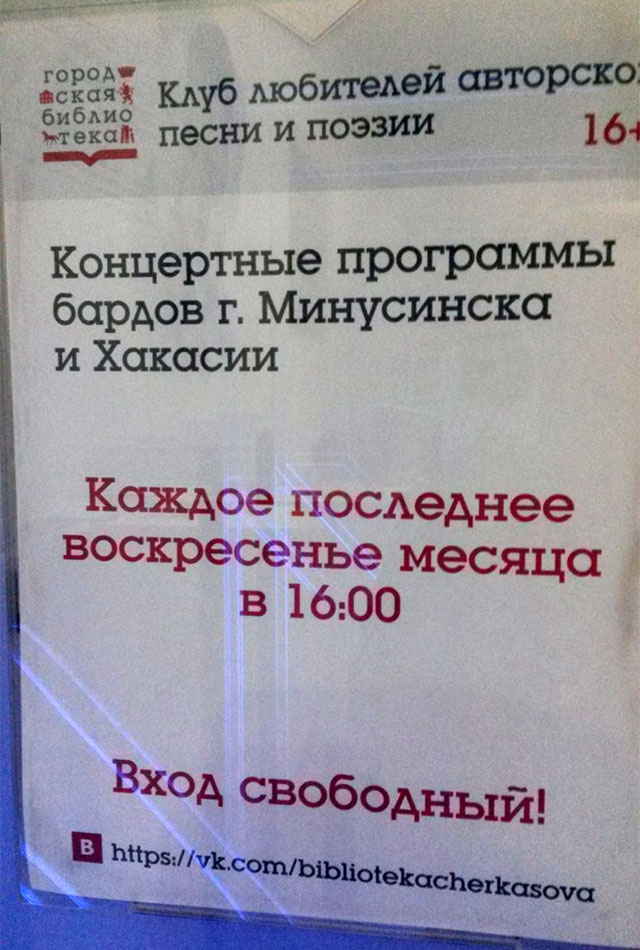 город
ская
библио
тека
Клуб любителей авторско
песни и поэзии
16+
Концертные программы
бардов г. Минусинска
и Хакасии
Каждое последнее
воскресенье месяца
в 16:00
Вход свободный!
В https://vk.com/bibliotekacherkasova